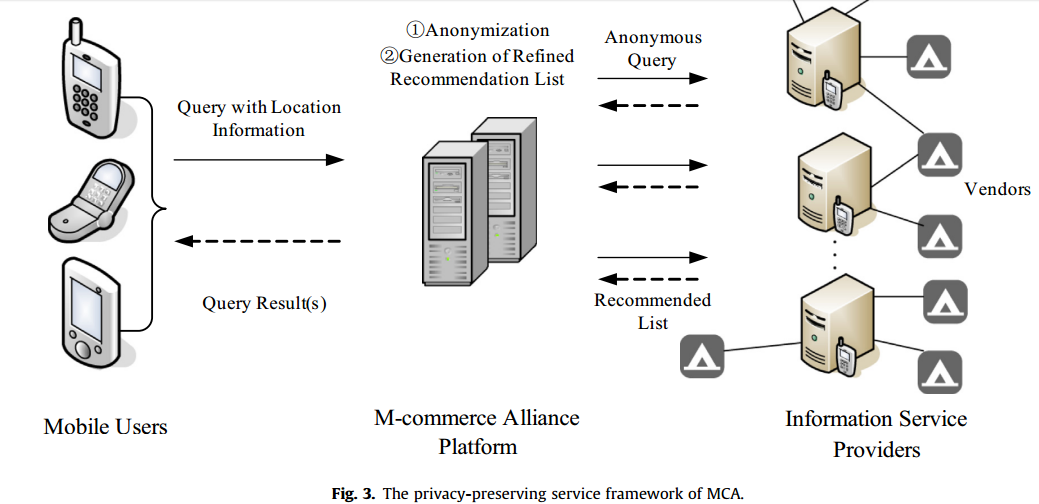 ①Anonymization
②Generation of Refined
Recommendation List
Anonymous
Query
Query with Location
Information
Vendors
Query Result(s)
Recommended
List
Mobile Users
M-commerce Alliance
Platform
Information Service
Providers
Fig. 3. The privacy-preserving service framework of MCA.